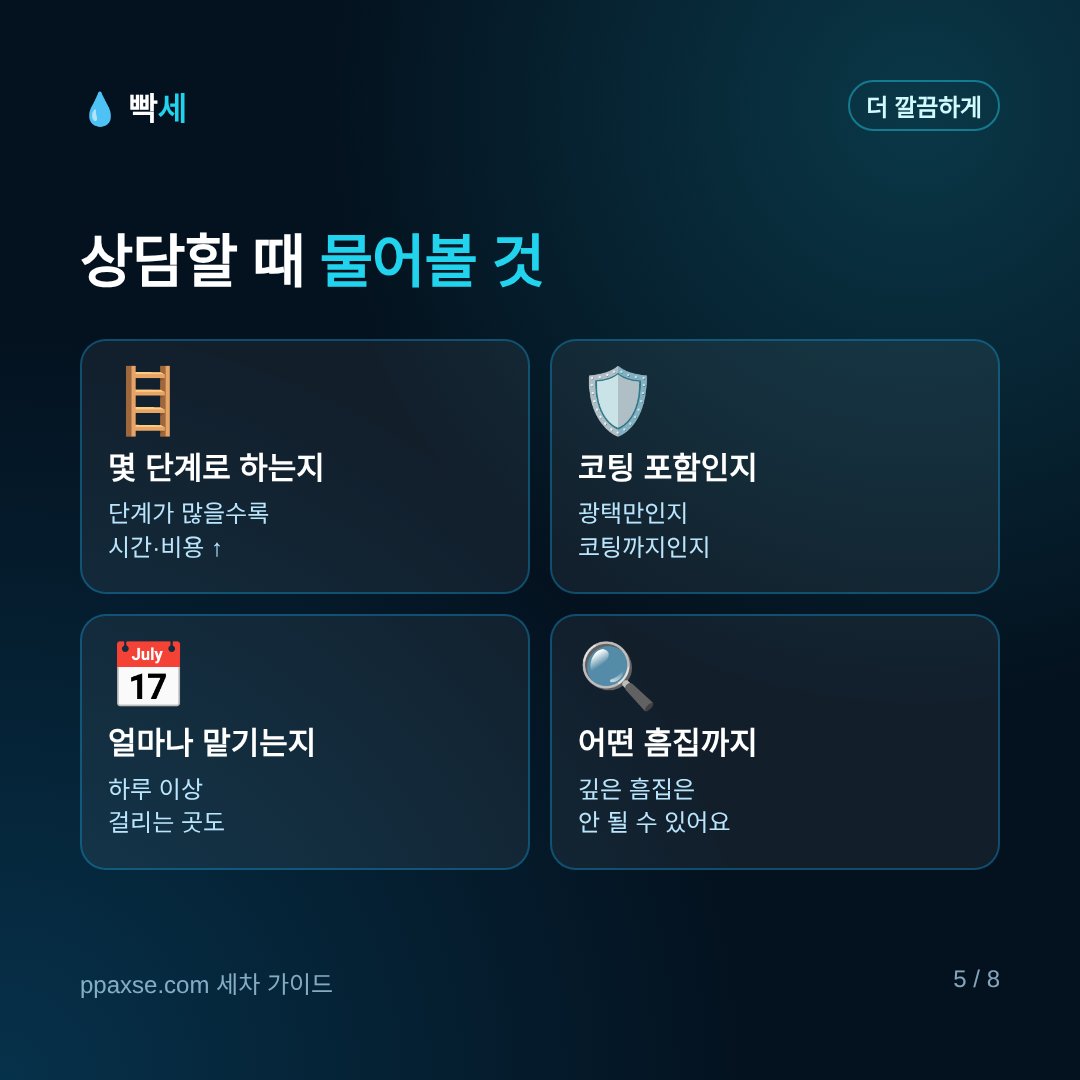 빡세
더 깔끔하게
상담할 때 물어볼 것
몇 단계로 하는지
단계가 많을수록
시간·비용 ↑
코팅 포함인지
광택만인지
코팅까지인지
July
17
얼마나 맡기는지
하루 이상
걸리는 곳도
어떤 흠집까지
깊은 흠집은
안 될 수 있어요
ppaxse.com 세차 가이드
5 / 8